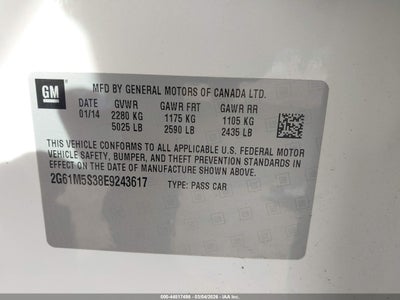 GM
MFD BY GENERAL MOTORS OF CANADA LTD.
DATE GVWR GAWR FRT GAWR RR
01/14 2280 KG 1175 KG 1105 KG
5025 LB 2590 LB 2435 LB
THIS VEHICLE CONFORMS TO ALL APPLICABLE U.S. FEDERAL MOTOR
VEHICLE SAFETY, BUMPER, AND THEFT PREVENTION STANDARDS IN
EFFECT ON THE DATE OF MANUFACTURE SHOWN ABOVE.
2G61M5S38E9243617 TYPE: PASS CAR
000-44517498 - 03/04/2026 - IAA Inc.